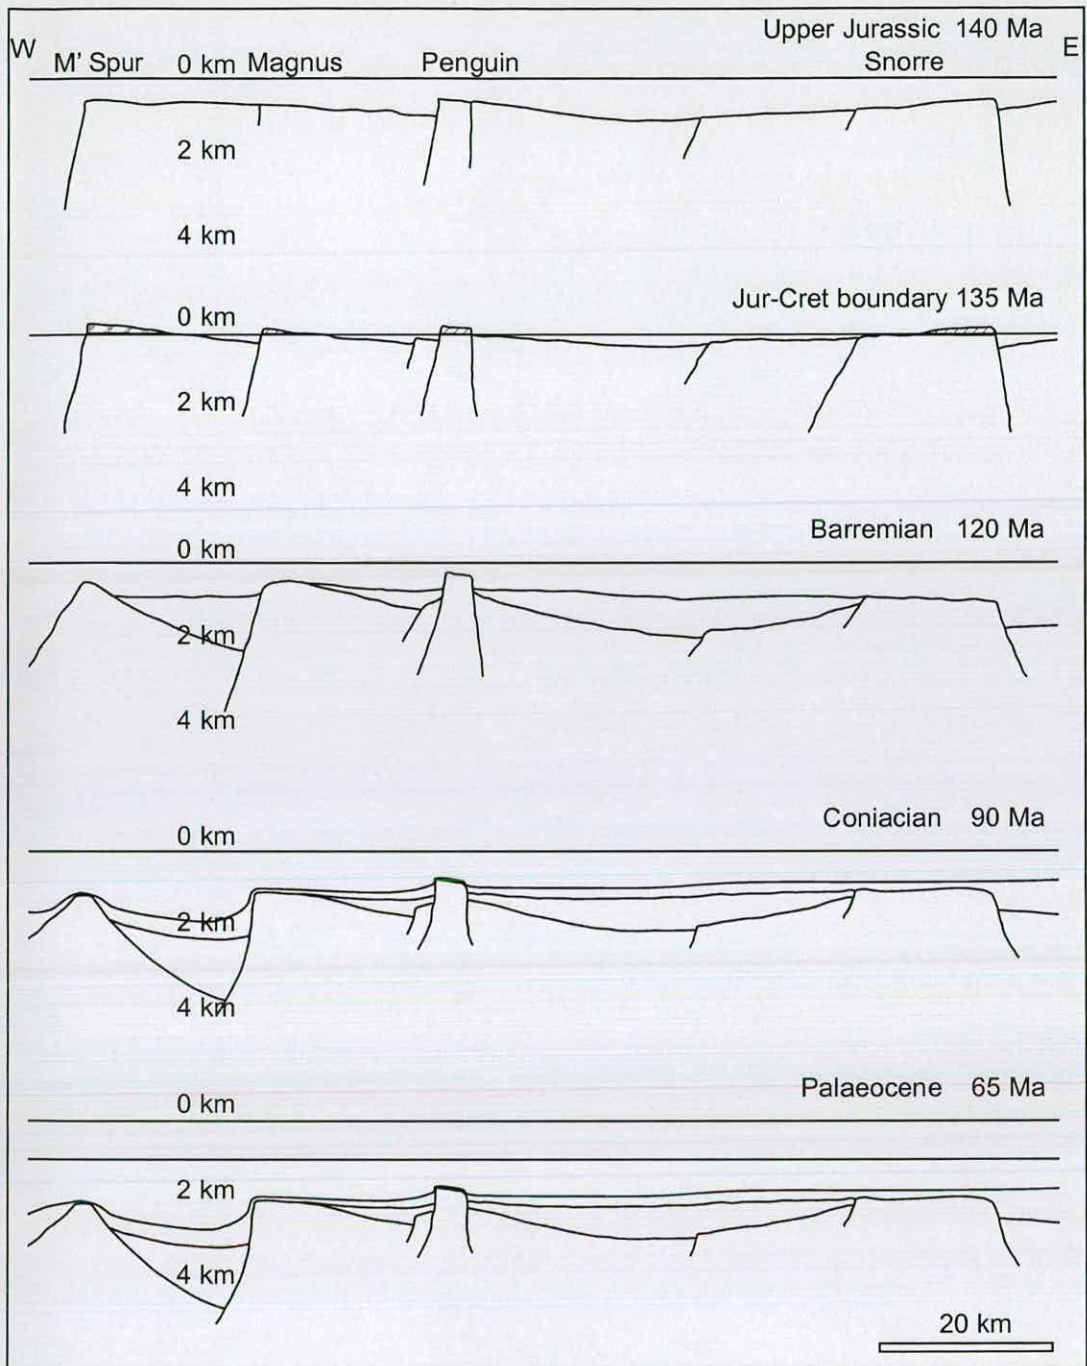 Upper Jurassic 140 Ma
W E
M' Spur 0 km Magnus Penguin Snorre
2 km
4 km
Jur-Cret boundary 135 Ma
0 km
2 km
4 km
Barremian 120 Ma
0 km
2 km
4 km
Coniacian 90 Ma
0 km
2 km
4 km
Palaeocene 65 Ma
0 km
2 km
4 km
20 km